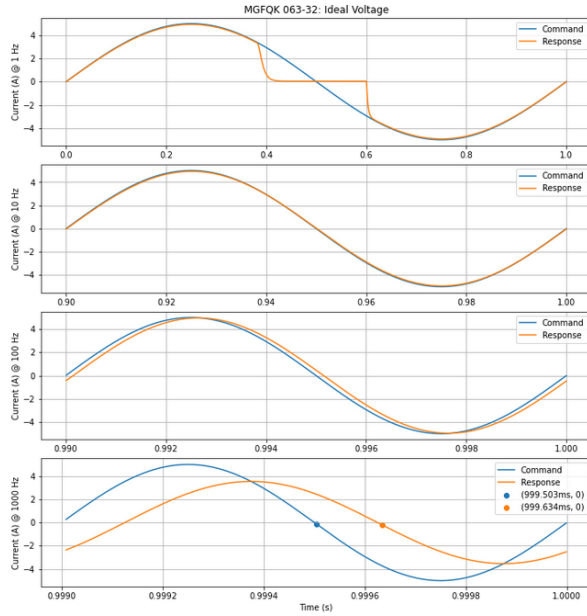 MGFQK 063-32: Ideal Voltage
Current (A) @ 1 Hz
4
2
0
−2
−4
Command
Response
0.0 0.2 0.4 0.6 0.8 1.0
Current (A) @ 10 Hz
4
2
0
−2
−4
Command
Response
0.90 0.92 0.94 0.96 0.98 1.00
Current (A) @ 100 Hz
4
2
0
−2
−4
Command
Response
0.990 0.992 0.994 0.996 0.998 1.000
Current (A) @ 1000 Hz
4
2
0
−2
−4
Command
Response
(999.503ms, 0)
(999.634ms, 0)
0.9990 0.9992 0.9994 0.9996 0.9998 1.0000
Time (s)